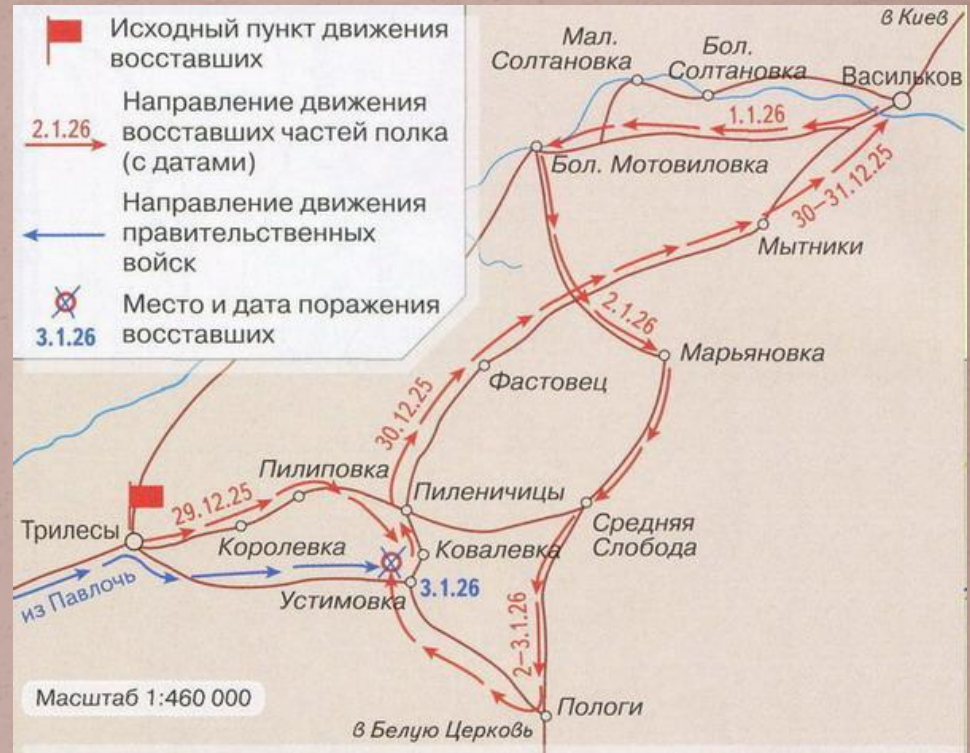 Исходный пункт движения
восставших
2.1.26
Направление движения
восставших частей полка
(с датами)
Направление движения
правительственных
войск
3.1.26
Место и дата поражения
восставших
в Киев
Мал.
Солтановка
Бол.
Солтановка
Васильков
1.1.26
Бол. Мотовиловка
30–31.12.25
Мытники
2.1.26
Марьяновка
Фастовец
30.12.25
Пилиповка
29.12.25
Пиленичицы
Трилесы
Королевка
Ковалевка
Средняя
Слобода
из Павлочь
Устимовка
3.1.26
2–3.1.26
Масштаб 1:460 000
Пологи
в Белую Церковь